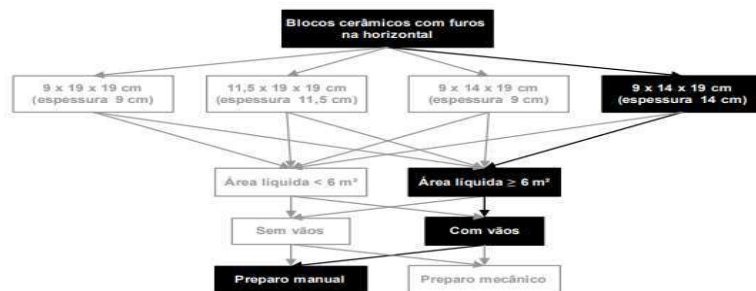 Blocos cerâmicos com furos
na horizontal
9 x 19 x 19 cm
(espessura 9 cm)
11,5 x 19 x 19 cm
(espessura 11,5 cm)
9 x 14 x 19 cm
(espessura 9 cm)
9 x 14 x 19 cm
(espessura 14 cm)
Área líquida < 6 m²
Área líquida ≥ 6 m²
Sem vãos
Com vãos
Preparo manual
Preparo mecânico